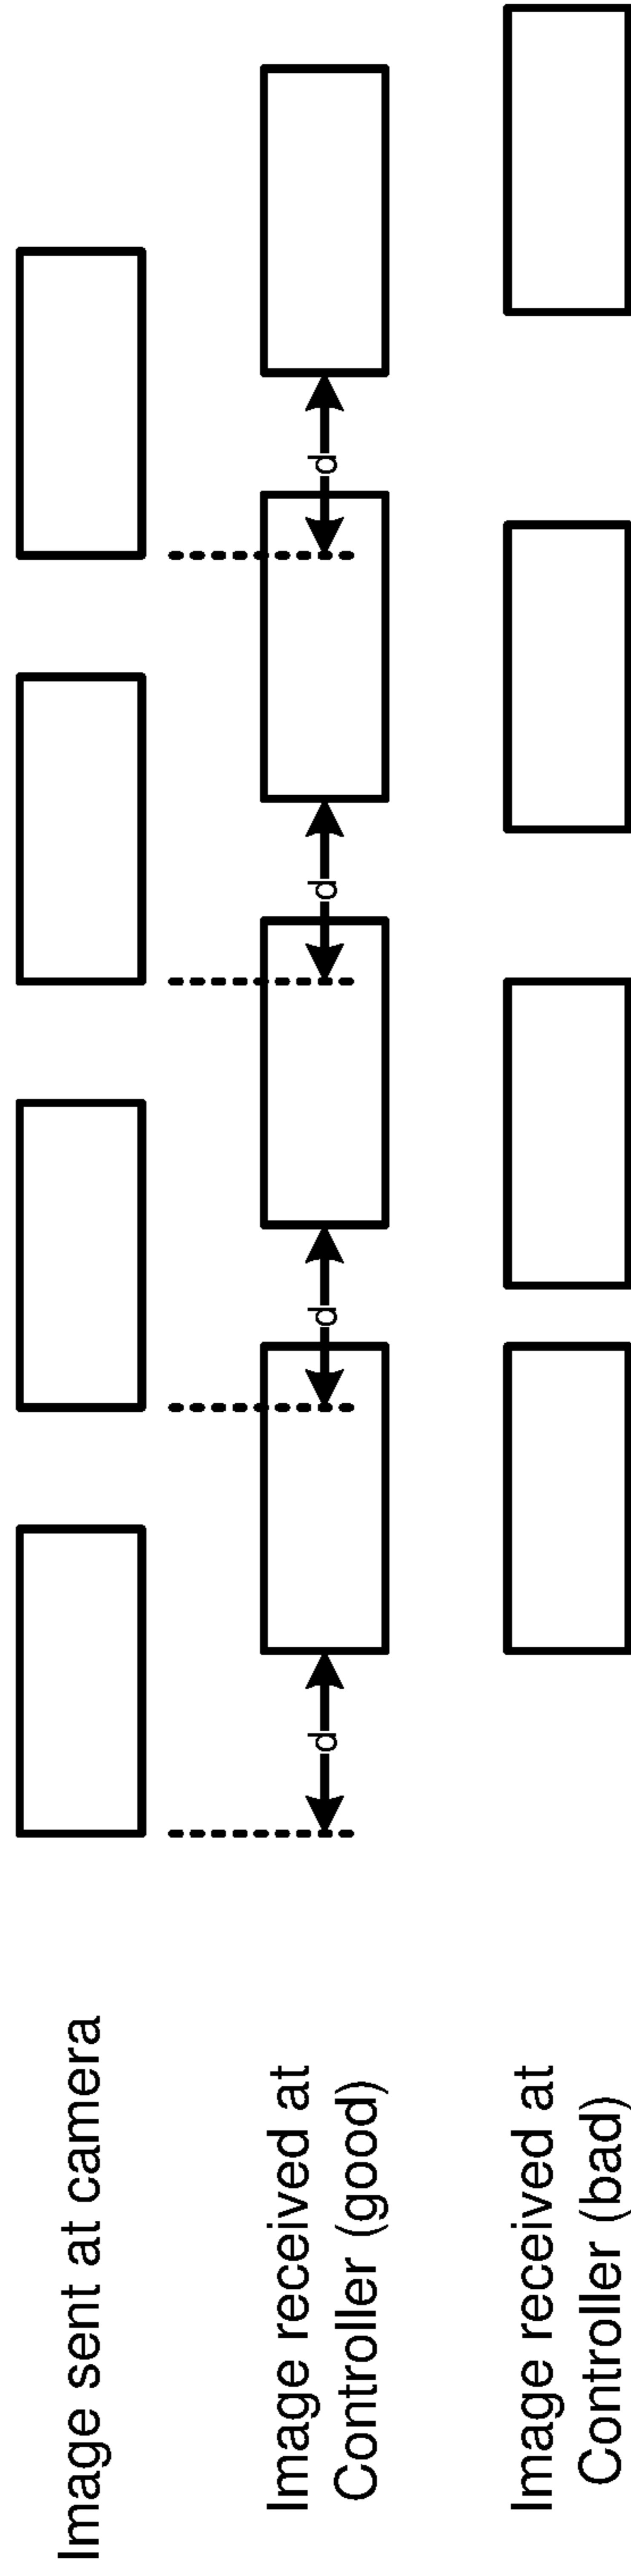 Image sent at camera
Image received at
Controller (good)
d
d
d
d
Image received at
Controller (bad)